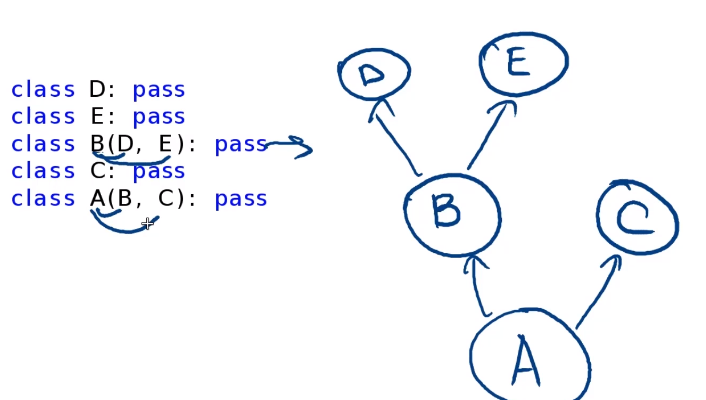 class D: pass
class E: pass
class B(D, E): pass
class C: pass
class A(B, C): pass
D
E
B
C
A